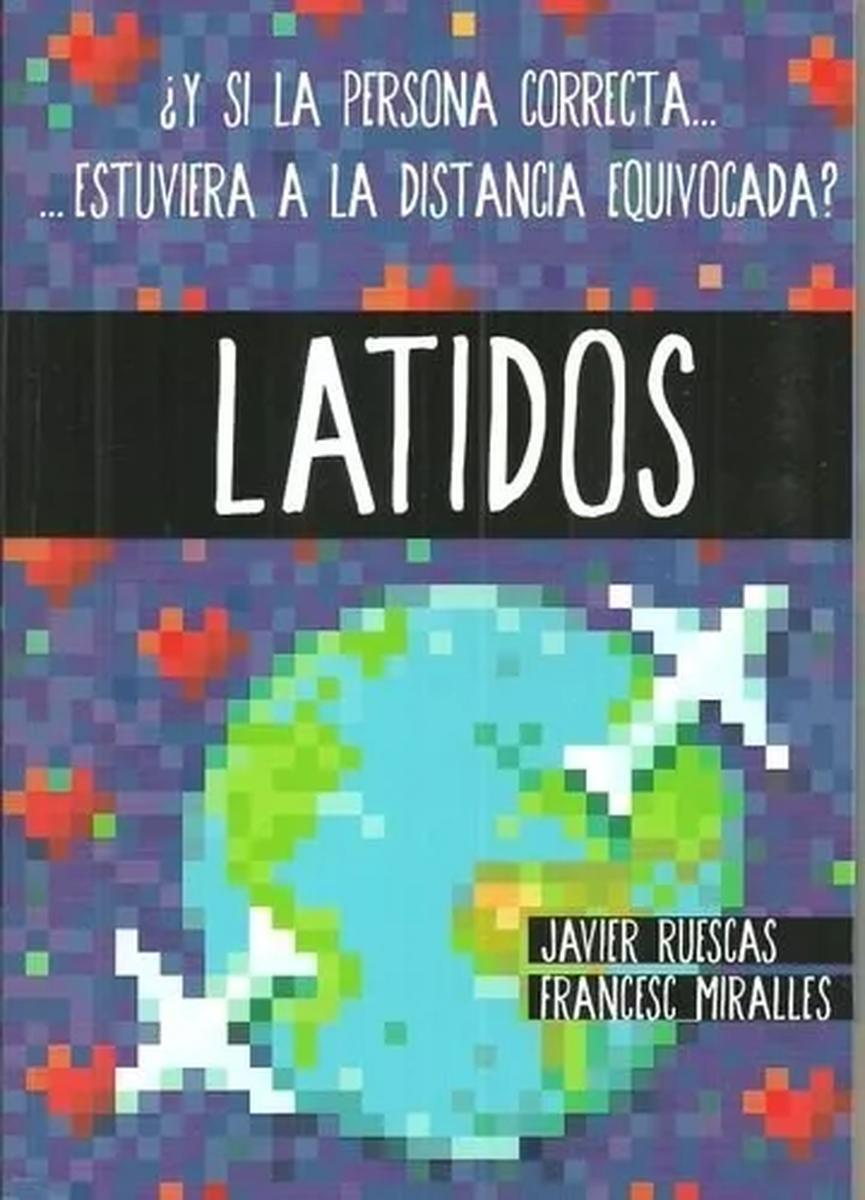 ¿Y SI LA PERSONA CORRECTA...
... ESTUVIERA A LA DISTANCIA EQUIVOCADA?
LATIDOS
JAVIER RUESCAS
FRANCESC MIRALLES